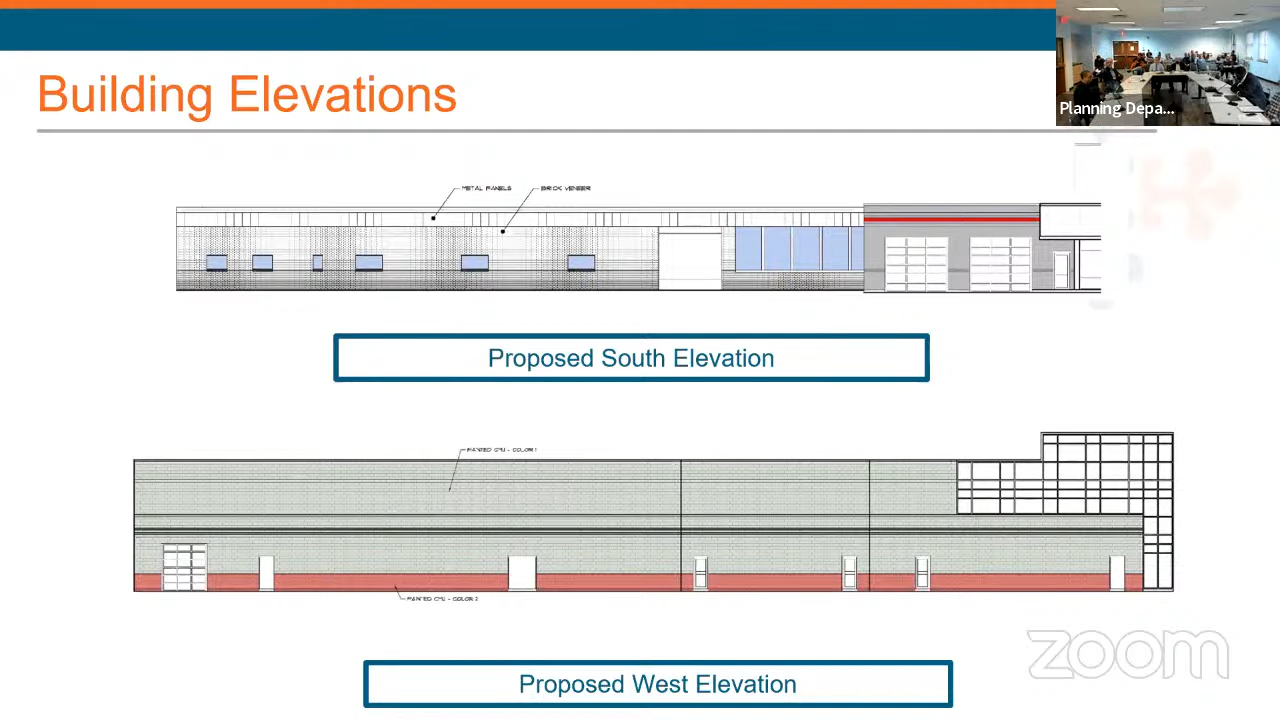 Building Elevations
Planning Depa...
METAL PANELS
BRICK VENEER
Proposed South Elevation
PAINTED CMU - COLOR 1
PAINTED CMU - COLOR 2
zoom
Proposed West Elevation